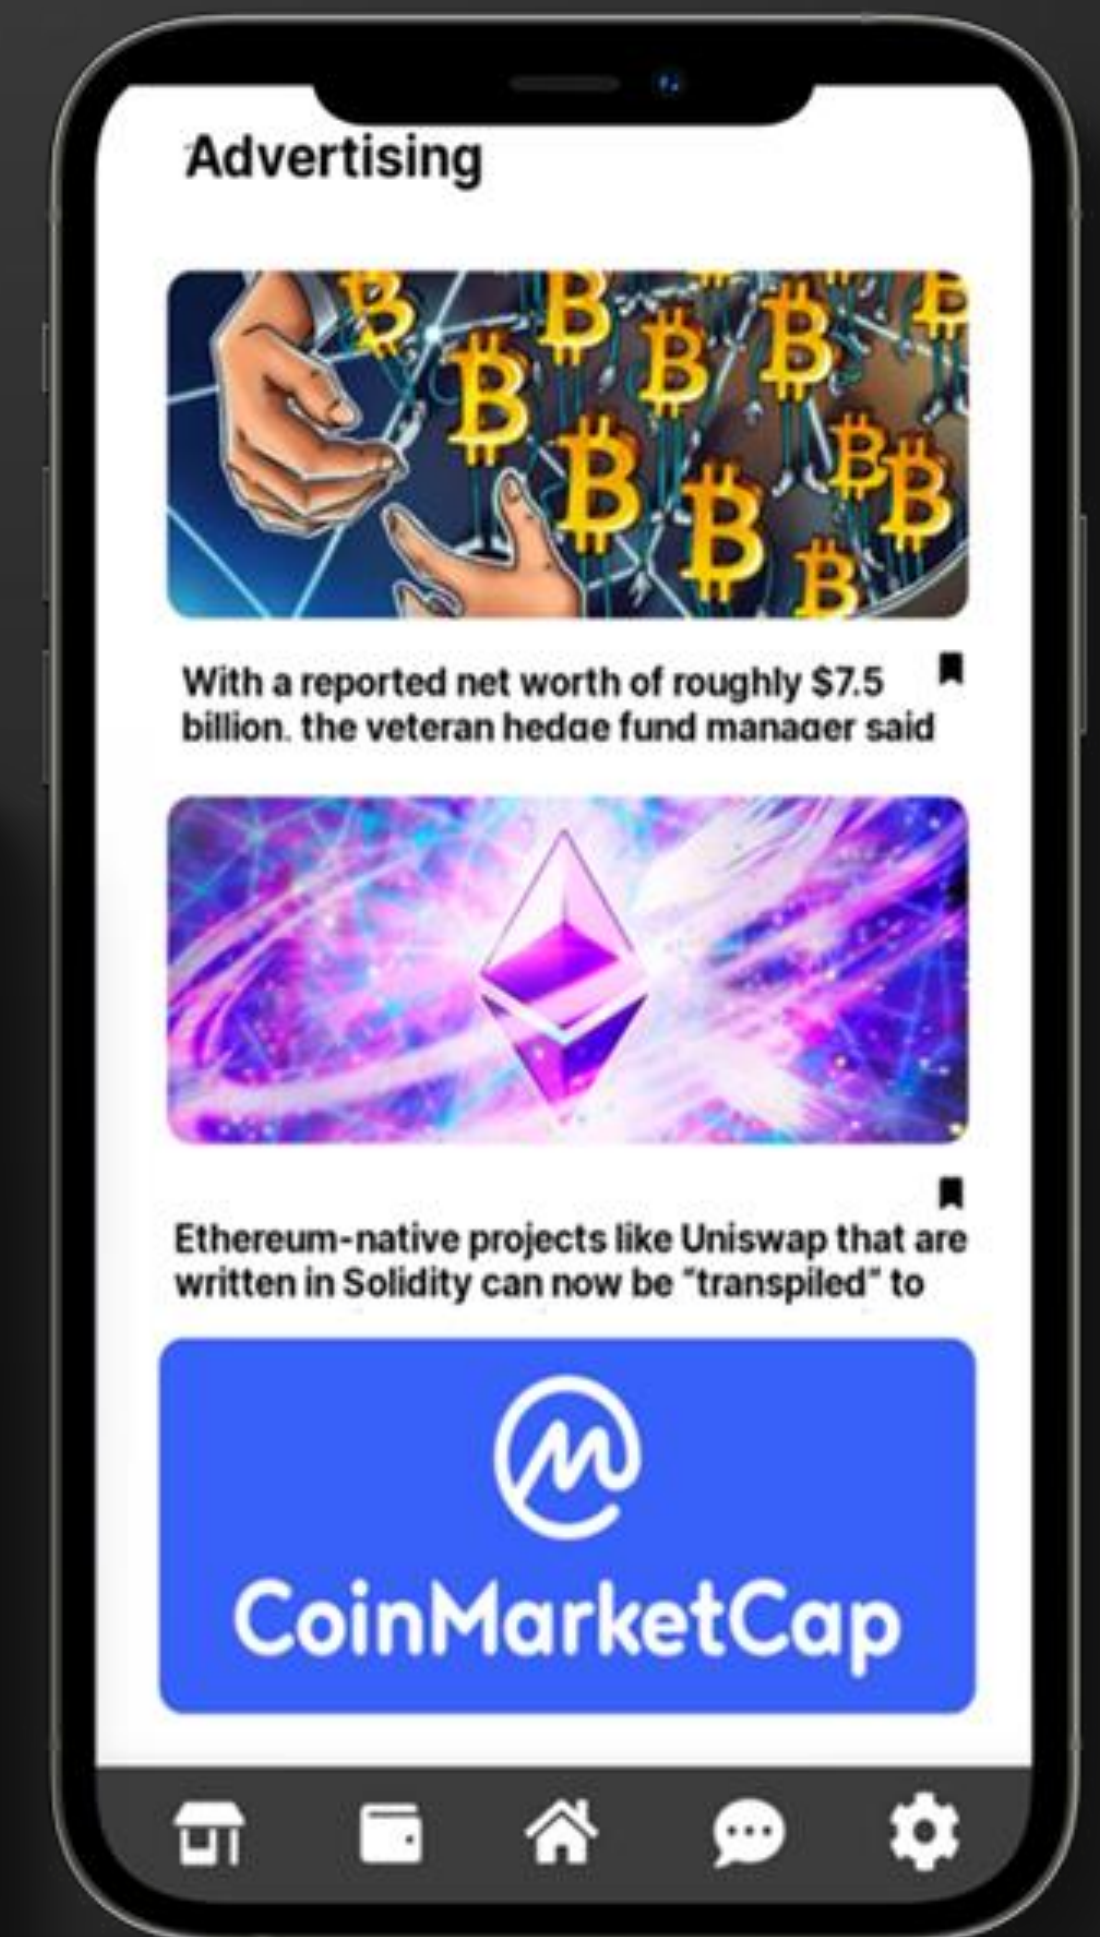 Advertising
With a reported net worth of roughly $7.5
billion, the veteran hedge fund manager said
Ethereum-native projects like Uniswap that are
written in Solidity can now be "transpiled" to
CoinMarketCap